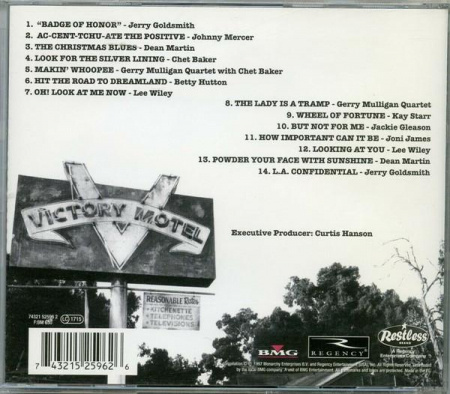 1. "BADGE OF HONOR" - Jerry Goldsmith
2. AC-CENT-TCHU-ATE THE POSITIVE - Johnny Mercer
3. THE CHRISTMAS BLUES - Dean Martin
4. LOOK FOR THE SILVER LINING - Chet Baker
5. MAKIN' WHOOPEE - Gerry Mulligan Quartet with Chet Baker
6. HIT THE ROAD TO DREAMLAND - Betty Hutton
7. OH! LOOK AT ME NOW - Lee Wiley
8. THE LADY IS A TRAMP - Gerry Mulligan Quartet
9. WHEEL OF FORTUNE - Kay Starr
10. BUT NOT FOR ME - Jackie Gleason
11. HOW IMPORTANT CAN IT BE - Joni James
12. LOOKING AT YOU - Lee Wiley
13. POWDER YOUR FACE WITH SUNSHINE - Dean Martin
14. L.A. CONFIDENTIAL - Jerry Goldsmith
VICTORY MOTEL
Executive Producer: Curtis Hanson
REASONABLE
KITCHENETTE
TELEPHONES
TELEVISIONS
7 43215 25962 6
BMG
R
REGENCY
Restless
A Regency
Entertainment Company